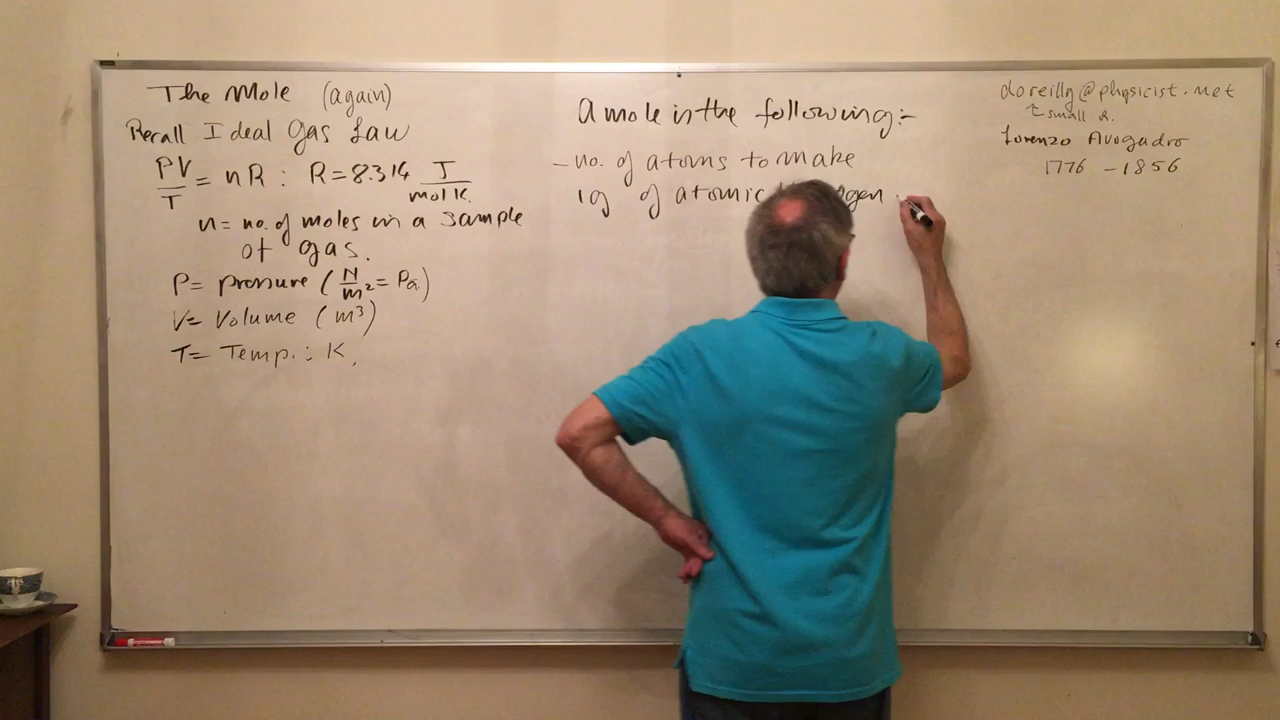 The Mole (again)
Recall Ideal Gas Law
PV/T = nR : R = 8.314 J/mol K.
n = no. of moles in a sample
of gas.
P = pressure (N/m² = Pa)
V = Volume (m³)
T = Temp. : K.
A mole is the following:-
- no. of atoms to make
1g of atomic
doreilly@physicist.net
↑ small d.
Lorenzo Avogadro
1776 - 1856